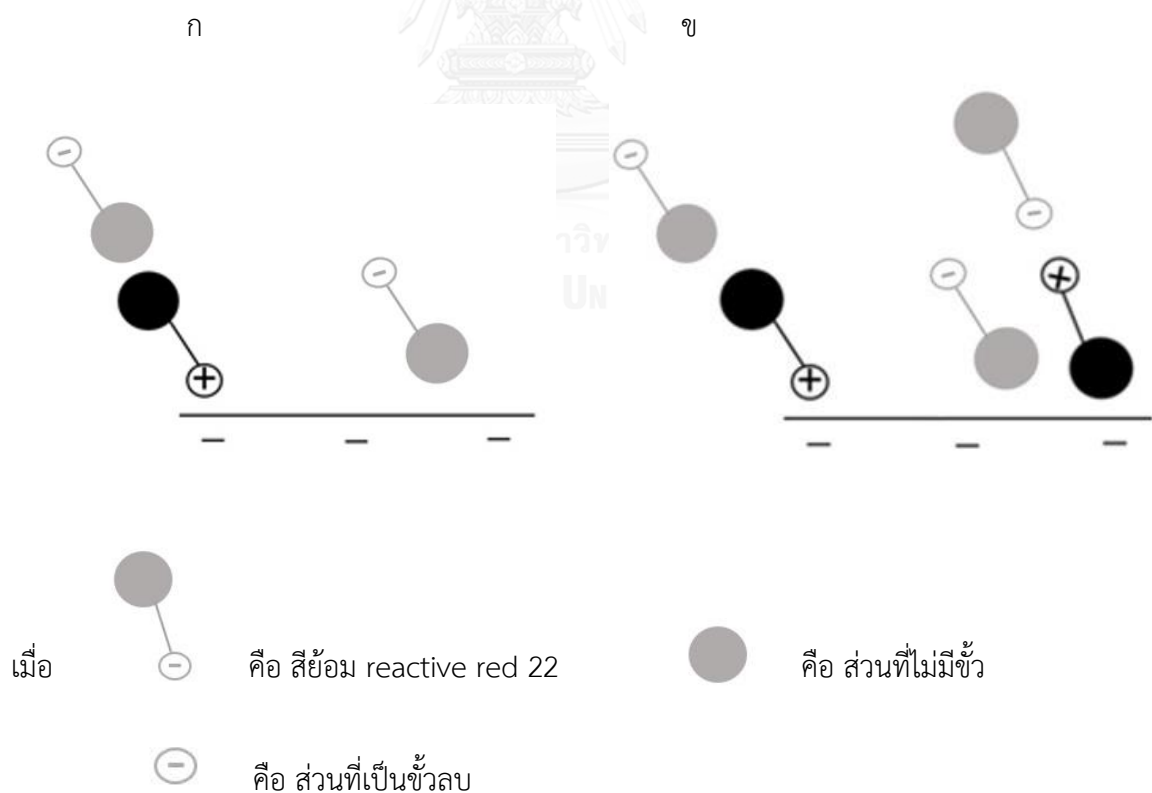 ก ข
เมื่อ คือ สีย้อม reactive red 22 คือ ส่วนที่ไม่มีขั้ว
คือ ส่วนที่เป็นขั้วลบ